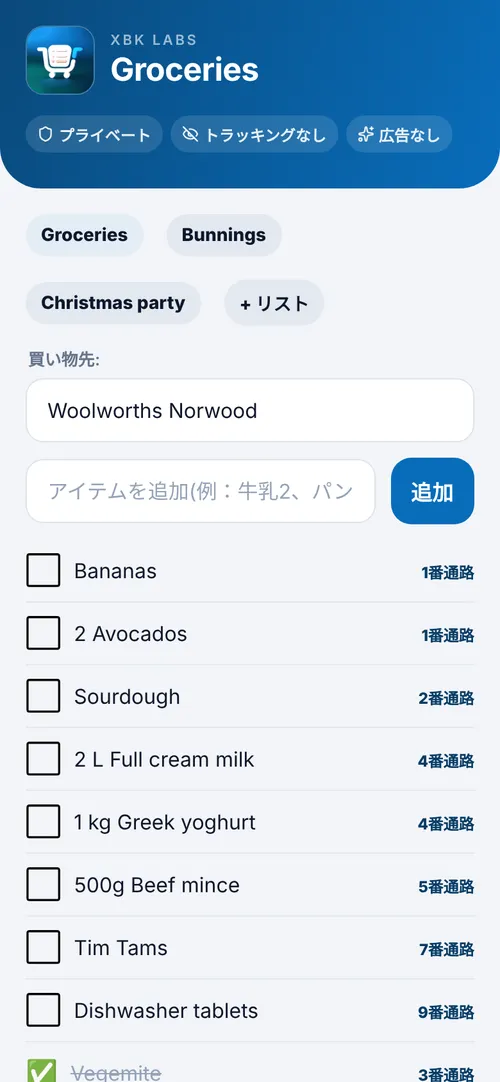 XBK LABS
Groceries
プライベート トラッキングなし 広告なし
Groceries Bunnings
Christmas party + リスト
買い物先:
Woolworths Norwood
アイテムを追加(例：牛乳2、パン 追加
Bananas 1番通路
2 Avocados 1番通路
Sourdough 2番通路
2 L Full cream milk 4番通路
1 kg Greek yoghurt 4番通路
500g Beef mince 5番通路
Tim Tams 7番通路
Dishwasher tablets 9番通路
Vegemite 3番通路